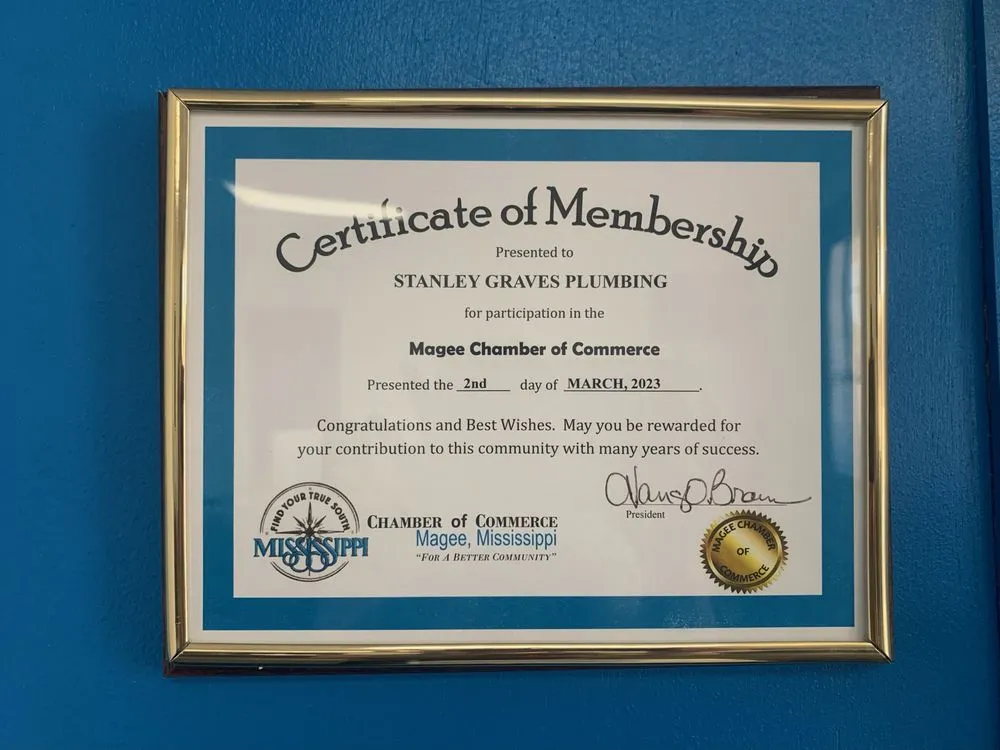 Certificate of Membership
Presented to
STANLEY GRAVES PLUMBING
for participation in the
Magee Chamber of Commerce
Presented the 2nd day of MARCH, 2023.
Congratulations and Best Wishes. May you be rewarded for
your contribution to this community with many years of success.
President
FIND YOUR TRUE SOUTH
MISSISSIPPI
CHAMBER of COMMERCE
Magee, Mississippi
"FOR A BETTER COMMUNITY"
MAGEE CHAMBER
OF
COMMERCE